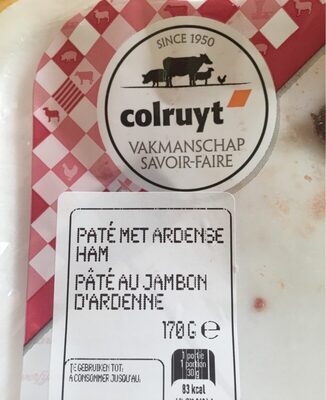 SINCE 1950
colruyt
VAKMANSCHAP
SAVOIR-FAIRE
PATÉ MET ARDENSE
HAM
PÂTÉ AU JAMBON
D'ARDENNE
170 G e
TE GEBRUIKEN TOT:
A CONSOMMER JUSQU'AU:
1 portie
1 portion
30g
83 kcal